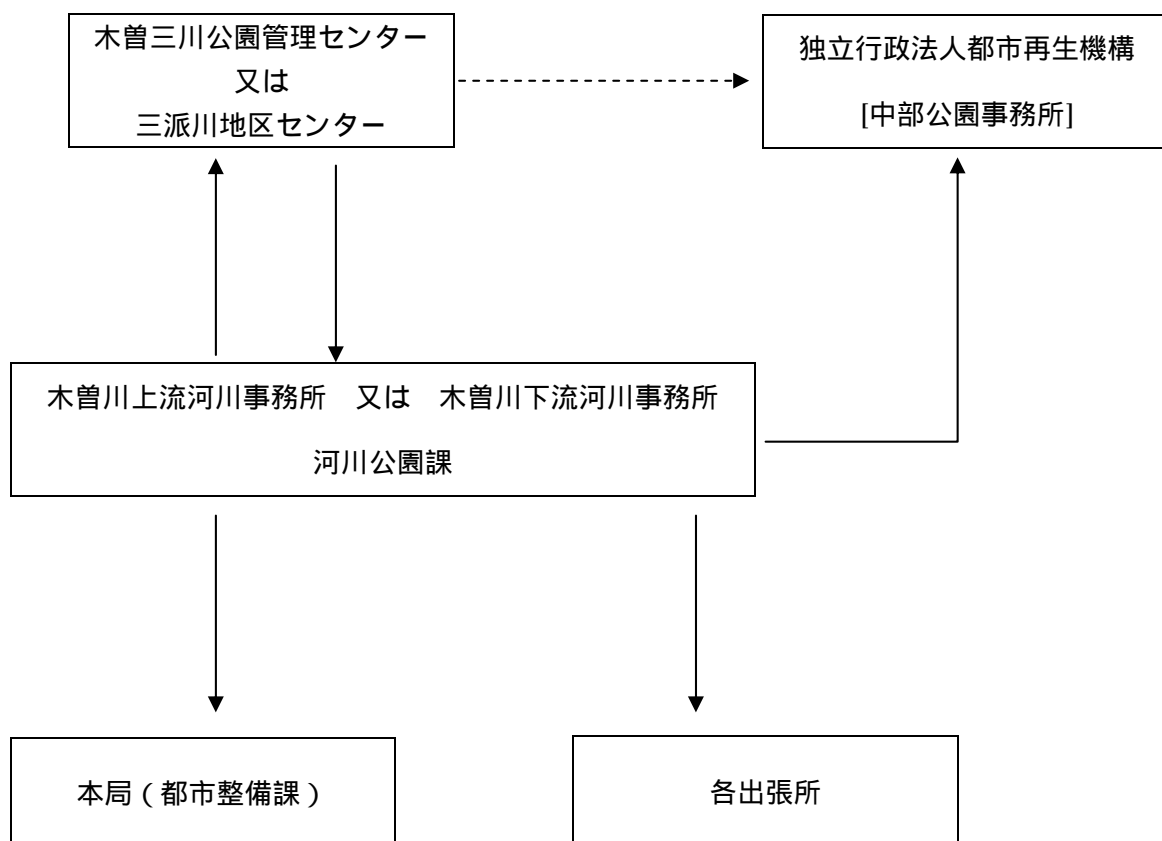 木曽三川公園管理センター
又は
三派川地区センター
独立行政法人都市再生機構
[中部公園事務所]
木曽川上流河川事務所　又は　木曽川下流河川事務所
河川公園課
本局（都市整備課）
各出張所